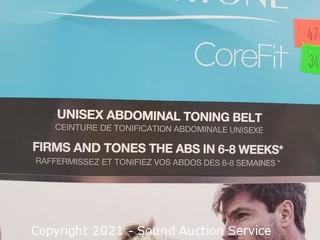 CoreFit
UNISEX ABDOMINAL TONING BELT
CEINTURE DE TONIFICATION ABDOMINALE UNISEXE
FIRMS AND TONES THE ABS IN 6-8 WEEKS*
RAFFERMISSEZ ET TONIFIEZ VOS ABDOS DES 6-8 SEMAINES *
Copyright 2021 - Sound Auction Service